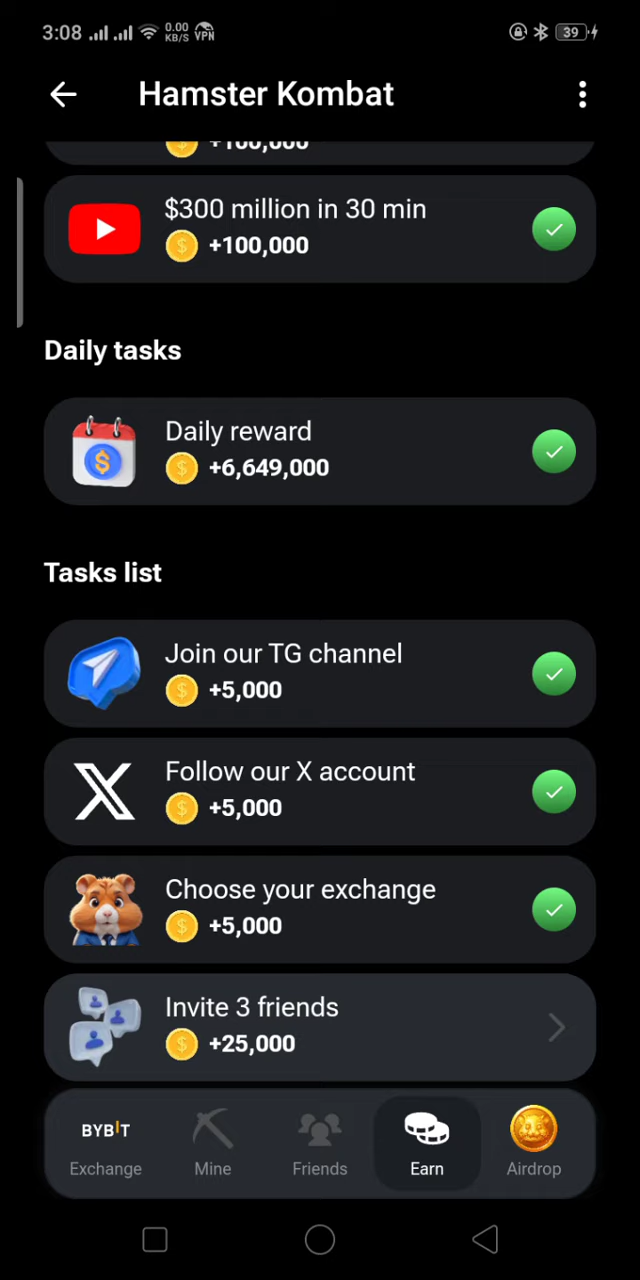 3:08 0.00 KB/S VPN 39
Hamster Kombat
+100,000
$300 million in 30 min
+100,000
Daily tasks
Daily reward
+6,649,000
Tasks list
Join our TG channel
+5,000
Follow our X account
+5,000
Choose your exchange
+5,000
Invite 3 friends
+25,000
BYBIT
Exchange Mine Friends Earn Airdrop